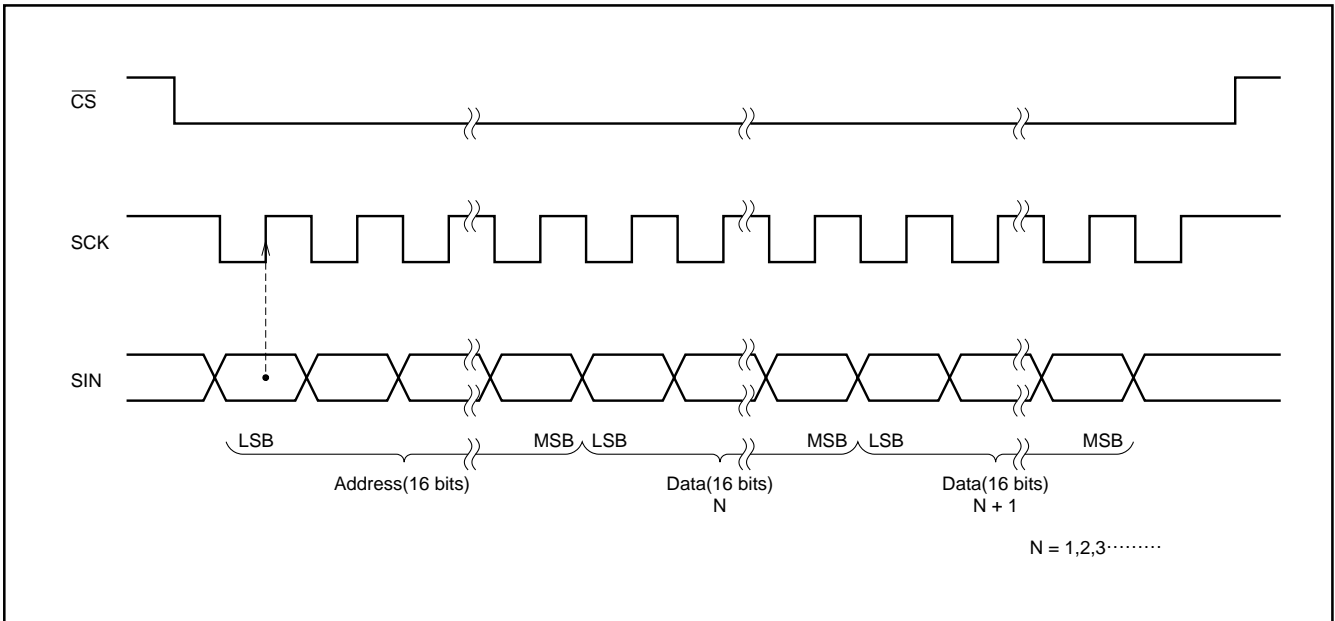 CS
SCK
SIN
LSB MSB LSB MSB LSB MSB
Address(16 bits) Data(16 bits) Data(16 bits)
N N + 1
N = 1,2,3·········